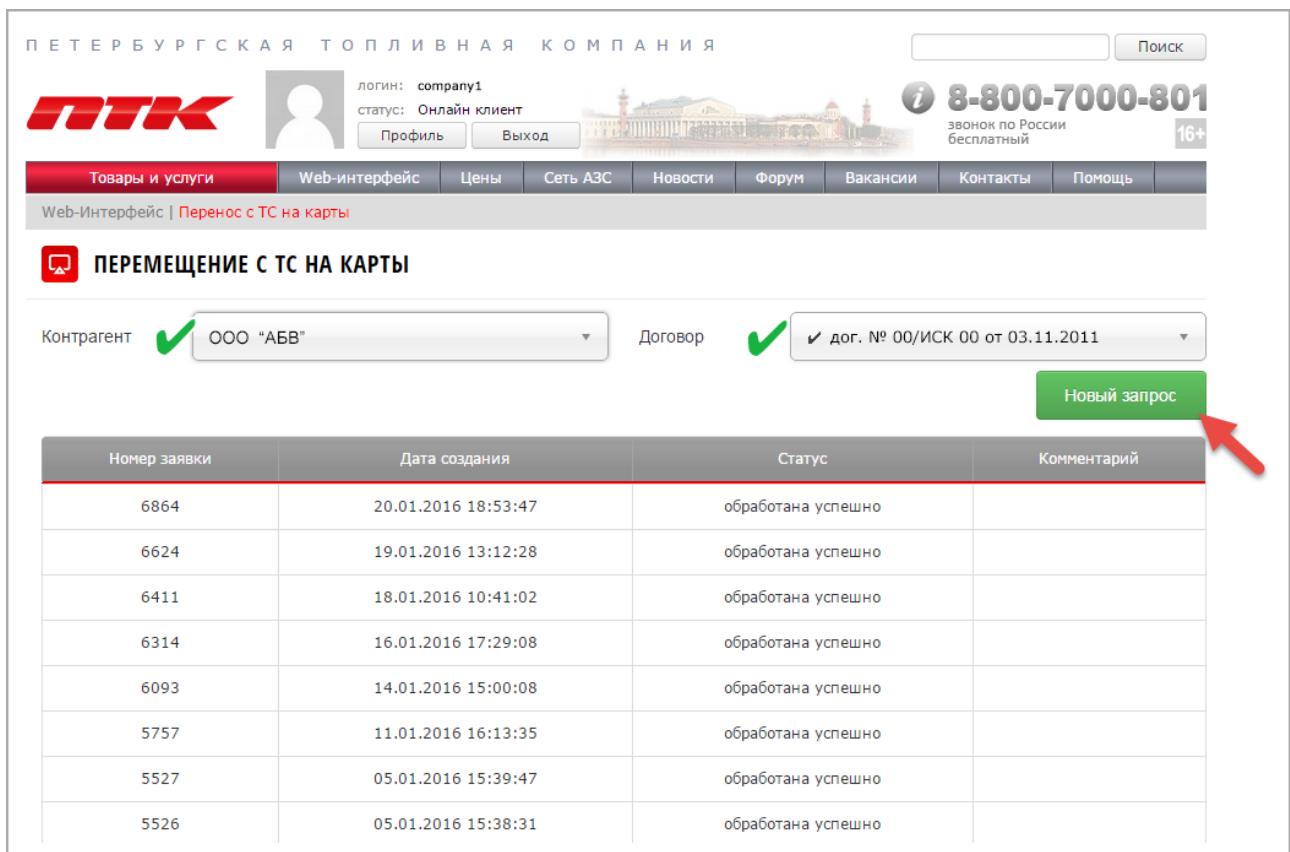 ПЕТЕРБУРГСКАЯ ТОПЛИВНАЯ КОМПАНИЯ
Поиск
ПТК
логин: company1
статус: Онлайн клиент
Профиль Выход
8-800-7000-801
звонок по России
бесплатный
16+
Товары и услуги Web-интерфейс Цены Сеть АЗС Новости Форум Вакансии Контакты Помощь
Web-Интерфейс | Перенос с ТС на карты
ПЕРЕМЕЩЕНИЕ С ТС НА КАРТЫ
Контрагент ООО "АБВ" Договор ✔ дог. № 00/ИСК 00 от 03.11.2011
Новый запрос
Номер заявки Дата создания Статус Комментарий
6864 20.01.2016 18:53:47 обработана успешно
6624 19.01.2016 13:12:28 обработана успешно
6411 18.01.2016 10:41:02 обработана успешно
6314 16.01.2016 17:29:08 обработана успешно
6093 14.01.2016 15:00:08 обработана успешно
5757 11.01.2016 16:13:35 обработана успешно
5527 05.01.2016 15:39:47 обработана успешно
5526 05.01.2016 15:38:31 обработана успешно